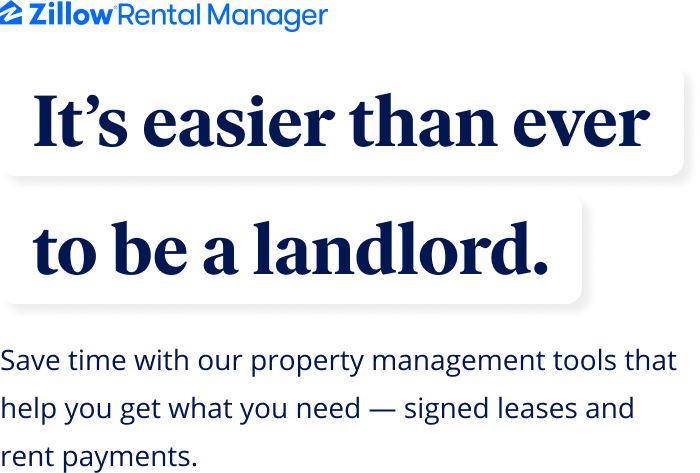 Zillow® Rental Manager
It’s easier than ever
to be a landlord.
Save time with our property management tools that
help you get what you need — signed leases and
rent payments.